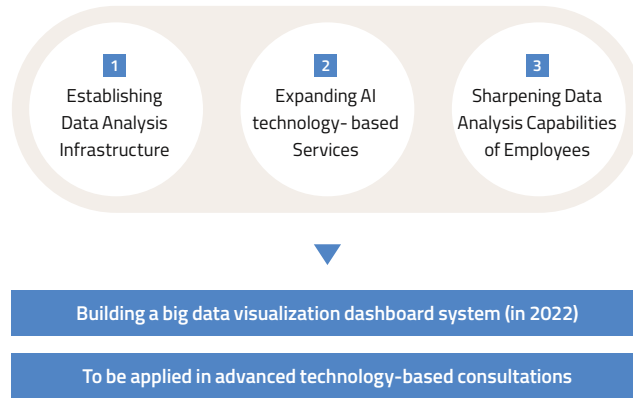 1
Establishing
Data Analysis
Infrastructure
2
Expanding AI
technology- based
Services
3
Sharpening Data
Analysis Capabilities
of Employees
Building a big data visualization dashboard system (in 2022)
To be applied in advanced technology-based consultations